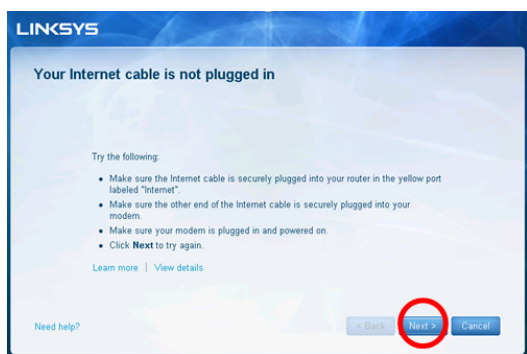 LINKSYS
Your Internet cable is not plugged in
Try the following:
• Make sure the Internet cable is securely plugged into your router in the yellow port
labeled "Internet".
• Make sure the other end of the Internet cable is securely plugged into your
modem.
• Make sure your modem is plugged in and powered on.
• Click Next to try again.
Learn more | View details
Need help? < Back Next > Cancel